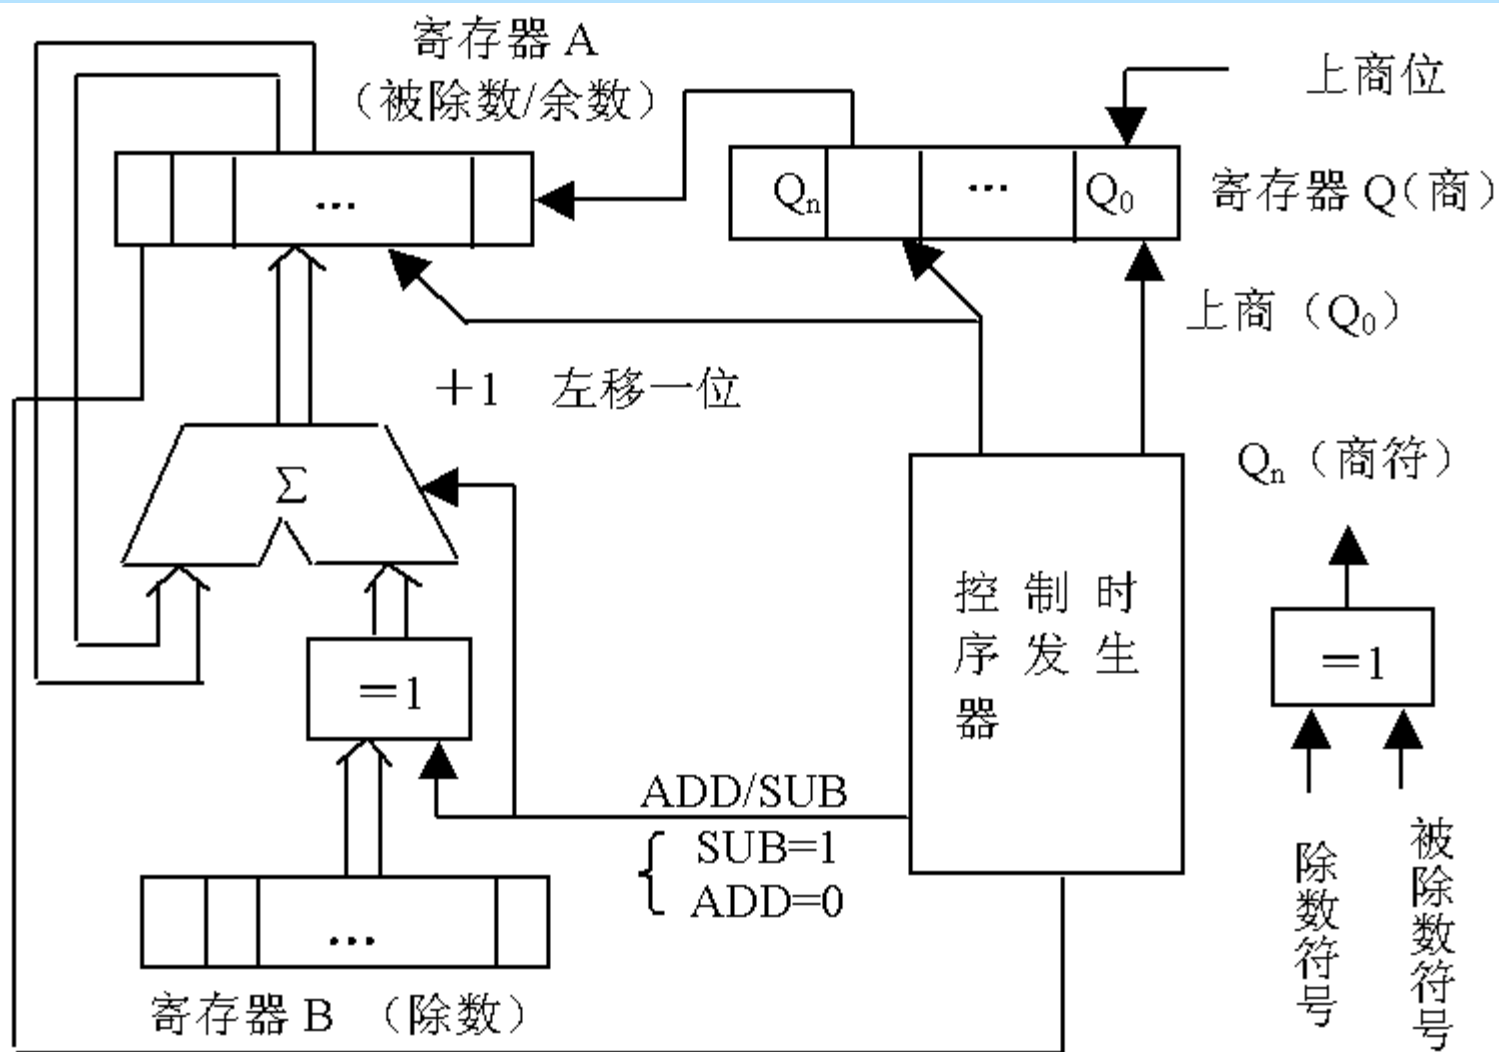 寄存器 A
（被除数/余数）
上商位
...
Qn
...
Q0
寄存器 Q（商）
上商（Q0）
＋1 左移一位
Σ
Qn（商符）
控 制 时
序 发 生
器
＝1
＝1
ADD/SUB
SUB=1
ADD=0
除数符号
被除数符号
...
寄存器 B （除数）